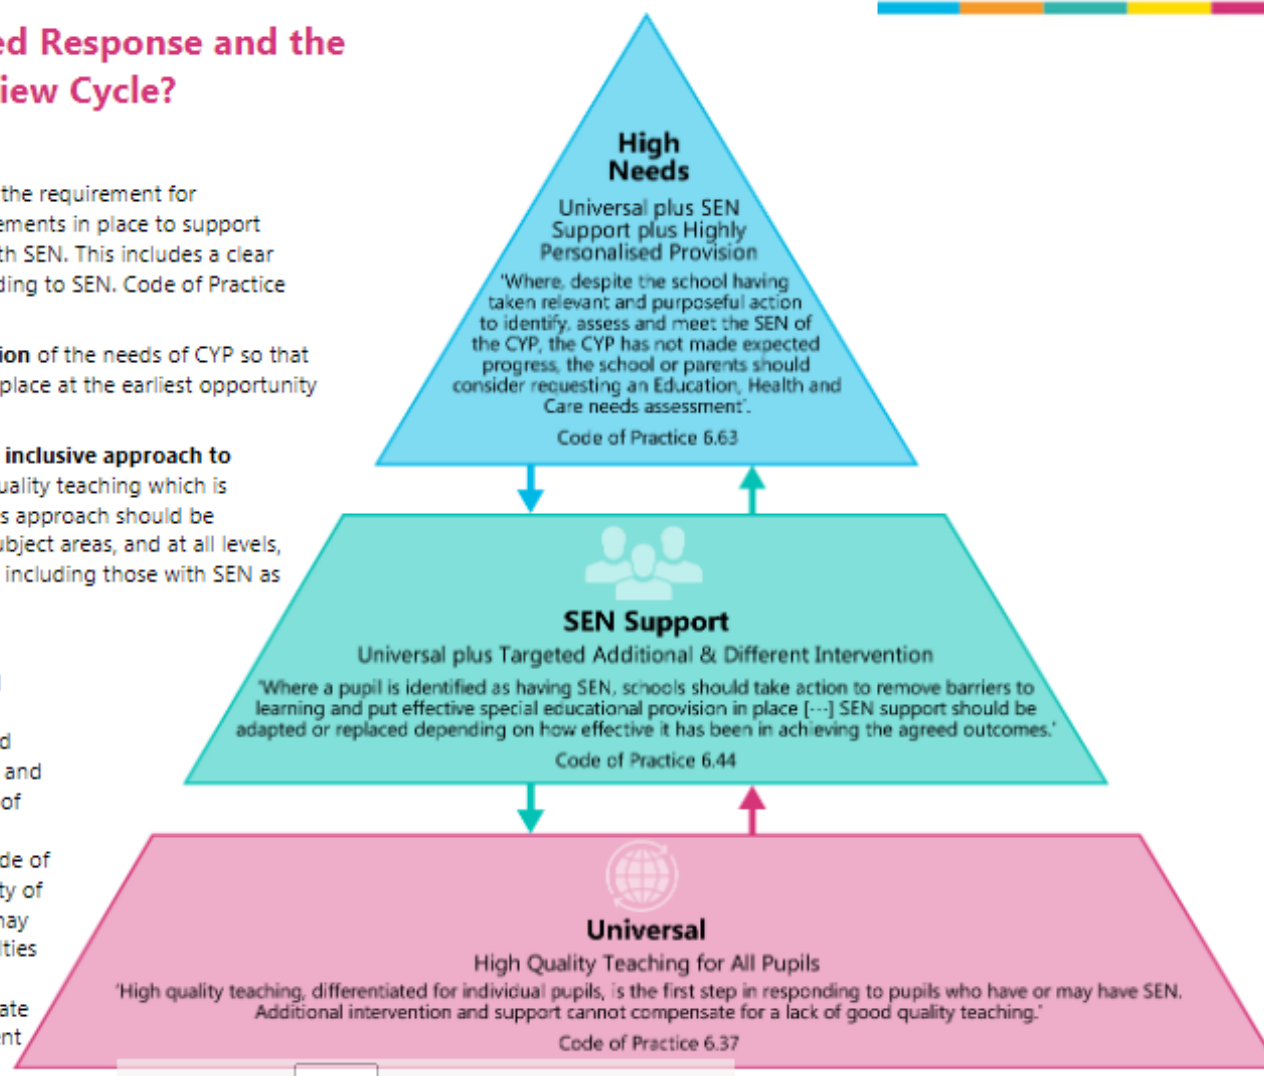 ed Response and the
iew Cycle?
the requirement for
ements in place to support
th SEN. This includes a clear
ding to SEN. Code of Practice
ion of the needs of CYP so that
place at the earliest opportunity
inclusive approach to
uality teaching which is
s approach should be
ubject areas, and at all levels,
including those with SEN as
d
and
of
de of
ty of
nay
lties
ate
ent
High
Needs
Universal plus SEN
Support plus Highly
Personalised Provision
'Where, despite the school having
taken relevant and purposeful action
to identify, assess and meet the SEN of
the CYP, the CYP has not made expected
progress, the school or parents should
consider requesting an Education, Health and
Care needs assessment'.
Code of Practice 6.63
SEN Support
Universal plus Targeted Additional & Different Intervention
'Where a pupil is identified as having SEN, schools should take action to remove barriers to
learning and put effective special educational provision in place [---] SEN support should be
adapted or replaced depending on how effective it has been in achieving the agreed outcomes.'
Code of Practice 6.44
Universal
High Quality Teaching for All Pupils
'High quality teaching, differentiated for individual pupils, is the first step in responding to pupils who have or may have SEN.
Additional intervention and support cannot compensate for a lack of good quality teaching.'
Code of Practice 6.37